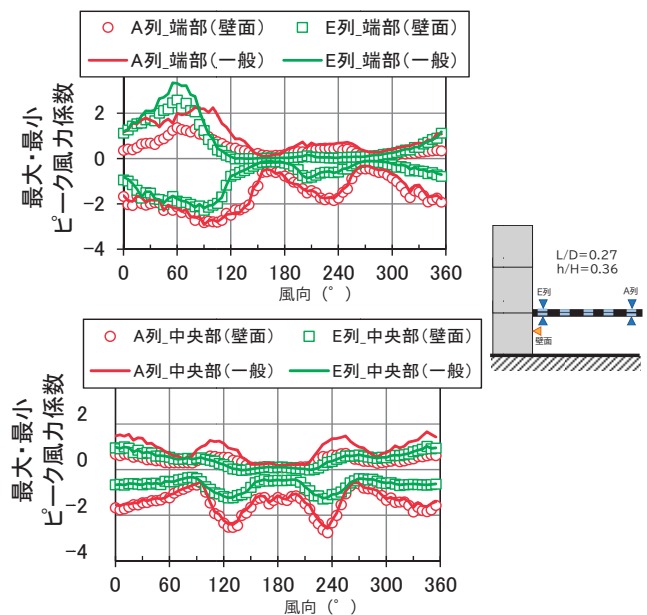 A列_端部(壁面) E列_端部(壁面)
A列_端部(一般) E列_端部(一般)
最大・最小
ピーク風力係数
2
0
-2
-4
0 60 120 180 240 300 360
風向(°)
L/D=0.27
h/H=0.36
E列 A列
壁面
A列_中央部(壁面) E列_中央部(壁面)
A列_中央部(一般) E列_中央部(一般)
最大・最小
ピーク風力係数
2
0
-2
-4
0 60 120 180 240 300 360
風向(°)